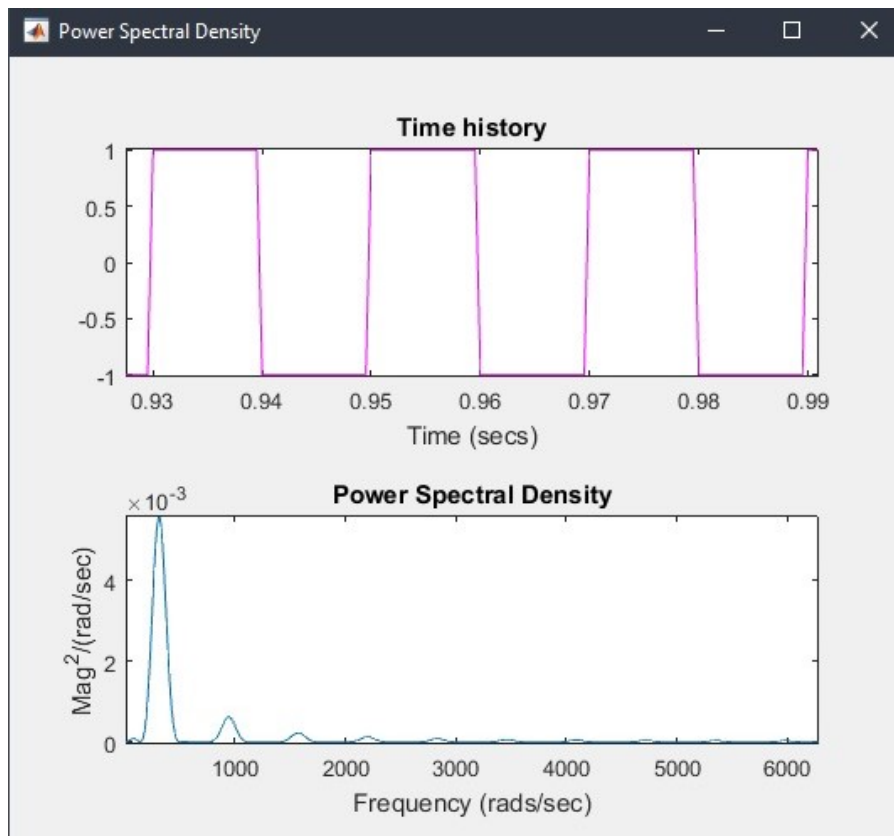 Power Spectral Density
Time history
1
0.5
0
-0.5
-1
0.93 0.94 0.95 0.96 0.97 0.98 0.99
Time (secs)
×10-3
Power Spectral Density
Mag2/(rad/sec)
4
2
0
1000 2000 3000 4000 5000 6000
Frequency (rads/sec)